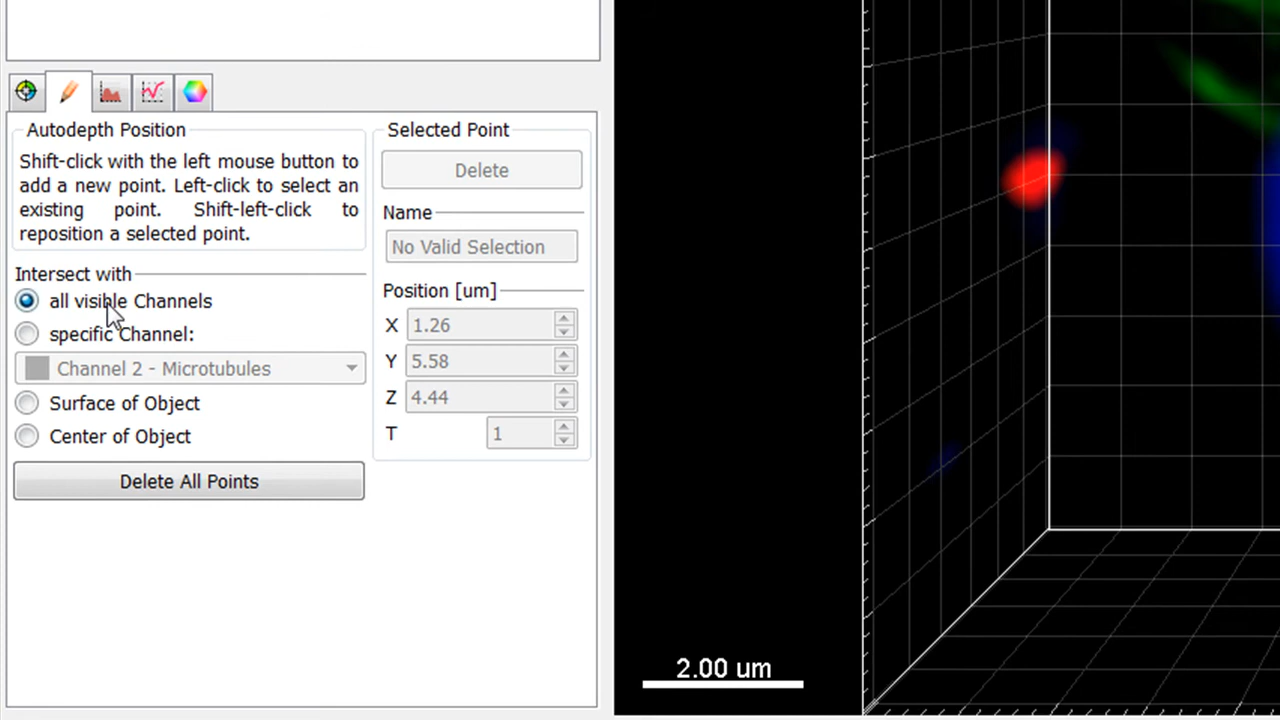 Autodepth Position
Shift-click with the left mouse button to
add a new point. Left-click to select an
existing point. Shift-left-click to
reposition a selected point.
Intersect with
all visible Channels
specific Channel:
Channel 2 - Microtubules
Surface of Object
Center of Object
Delete All Points
Selected Point
Delete
Name
No Valid Selection
Position [um]
X 1.26
Y 5.58
Z 4.44
T 1
2.00 um